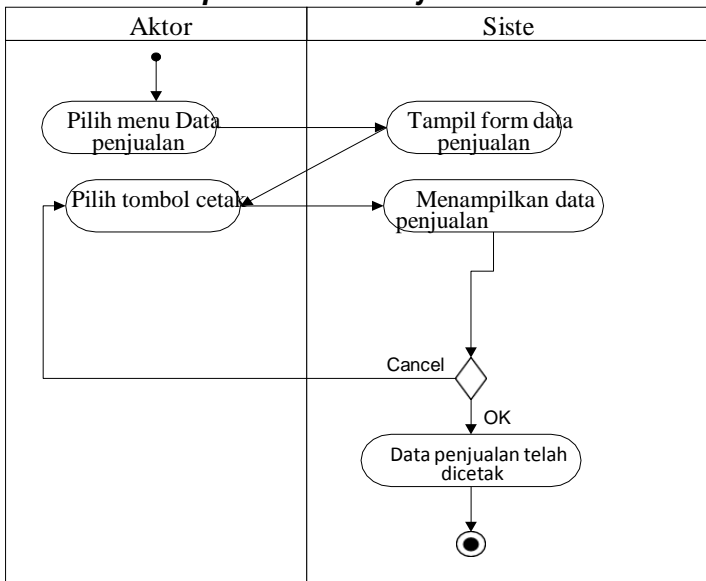 Aktor
Siste
Pilih menu Data
penjualan
Tampil form data
penjualan
Pilih tombol cetak
Menampilkan data
penjualan
Cancel
OK
Data penjualan telah
dicetak